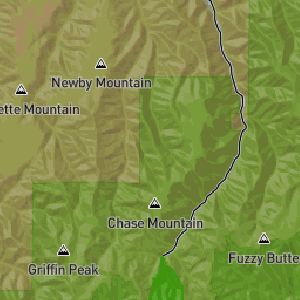 Newby Mountain
ette Mountain
Chase Mountain
Fuzzy Butte
Griffin Peak